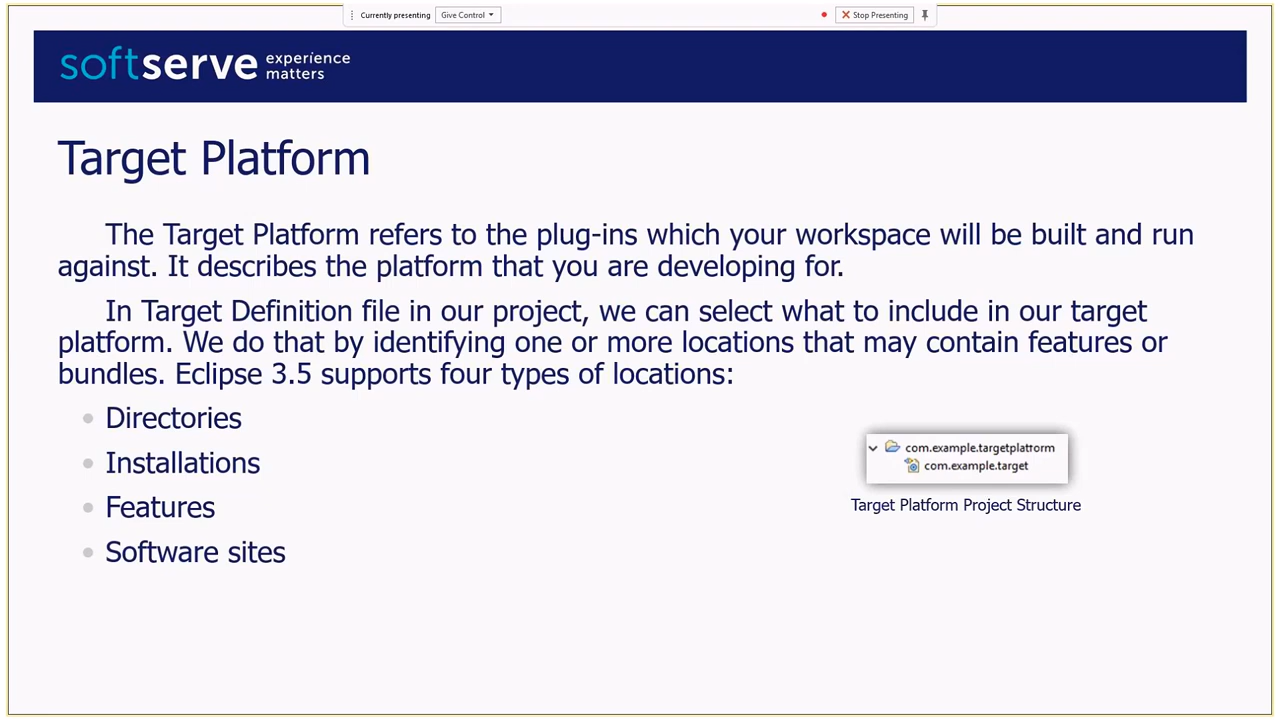 Currently presenting Give Control Stop Presenting
softserve experience matters
Target Platform
The Target Platform refers to the plug-ins which your workspace will be built and run
against. It describes the platform that you are developing for.
In Target Definition file in our project, we can select what to include in our target
platform. We do that by identifying one or more locations that may contain features or
bundles. Eclipse 3.5 supports four types of locations:
Directories
Installations
Features
Software sites
com.example.targetplatform
com.example.target
Target Platform Project Structure